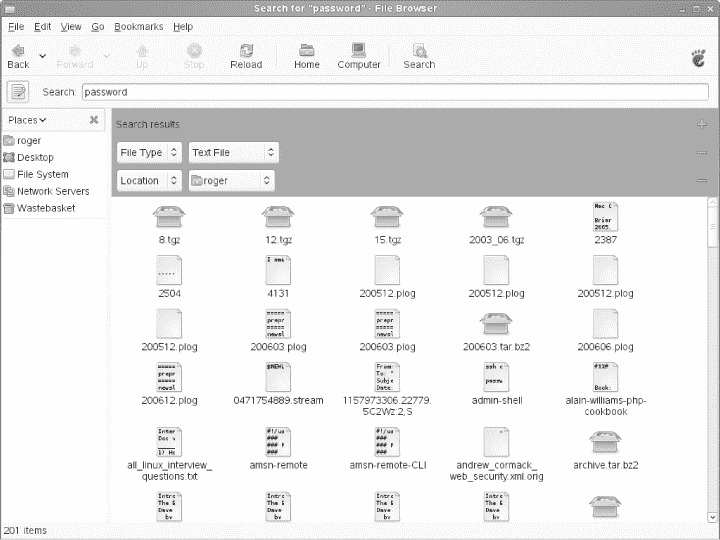 Search for "password" - File Browser
File Edit View Go Bookmarks Help
Back Forward Up Stop Reload Home Computer Search
Search: password
Places
roger
Desktop
File System
Network Servers
Wastebasket
Search results
File Type Text File
Location roger
8.tgz 12.tgz 15.tgz 2003_06.tgz 2387
2504 4131 200512.plog 200512.plog 200512.plog
200512.plog 200603.plog 200603.plog 200603.tar.bz2 200606.plog
200612.plog 0471754889.stream 1157973306.22779.
5C2Wz.2,S admin-shell alain-williams-php-
cookbook
all_linux_interview_
questions.txt amsn-remote amsn-remote-CLI andrew_cormack_
web_security.xml.orig archive.tar.bz2
201 items